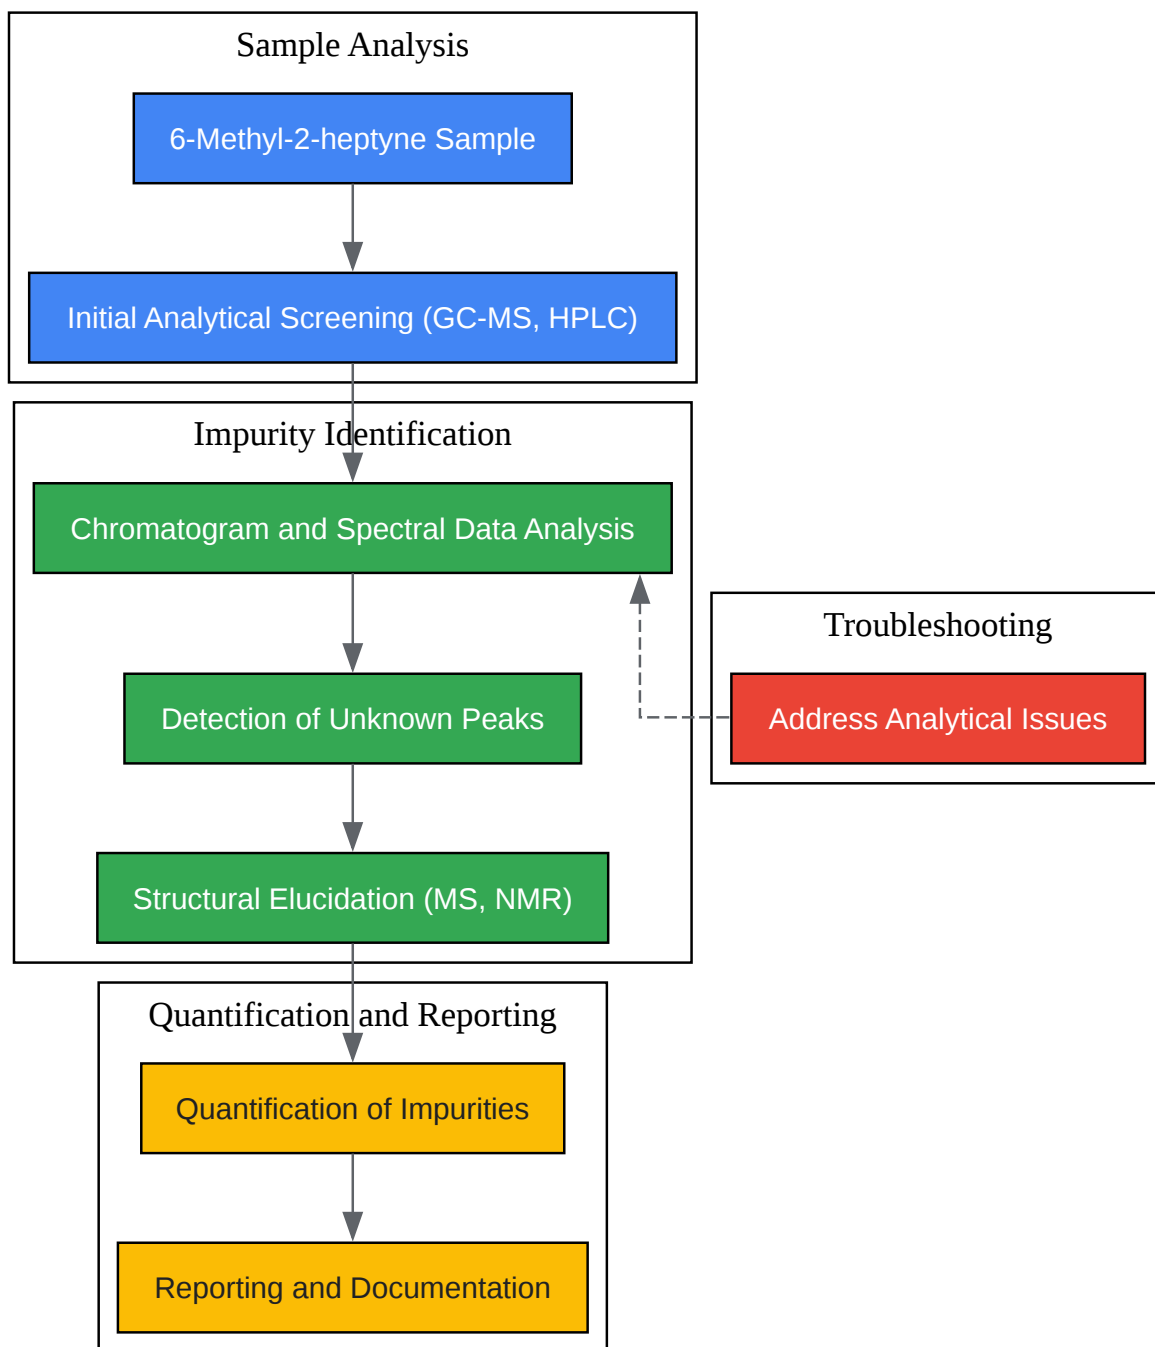 Sample Analysis
6-Methyl-2-heptyne Sample
Initial Analytical Screening (GC-MS, HPLC)
Impurity Identification
Chromatogram and Spectral Data Analysis
Detection of Unknown Peaks
Structural Elucidation (MS, NMR)
Troubleshooting
Address Analytical Issues
Quantification and Reporting
Quantification of Impurities
Reporting and Documentation